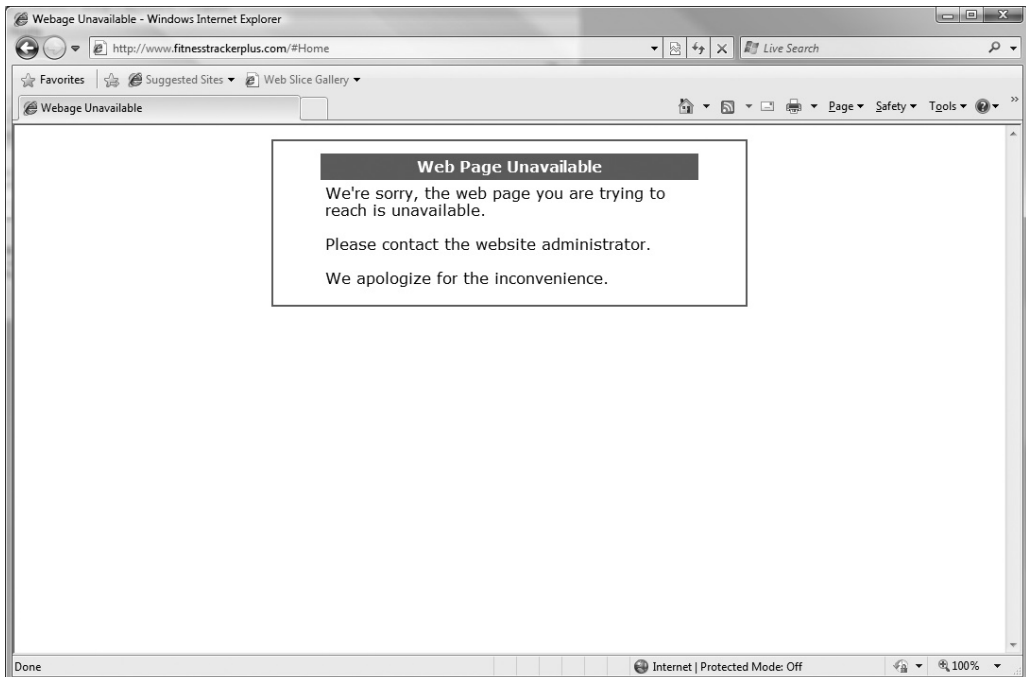 Webage Unavailable - Windows Internet Explorer
http://www.fitnesstrackerplus.com/#Home
Live Search
Favorites Suggested Sites Web Slice Gallery
Webage Unavailable
Page Safety Tools
Web Page Unavailable
We're sorry, the web page you are trying to
reach is unavailable.
Please contact the website administrator.
We apologize for the inconvenience.
Done Internet | Protected Mode: Off 100%